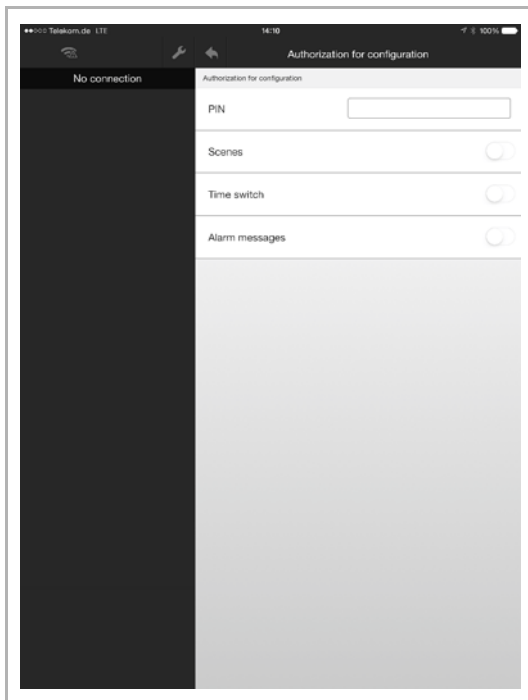 Telekom.de LTE 14:10 100%
Authorization for configuration
No connection
Authorization for configuration
PIN
Scenes
Time switch
Alarm messages